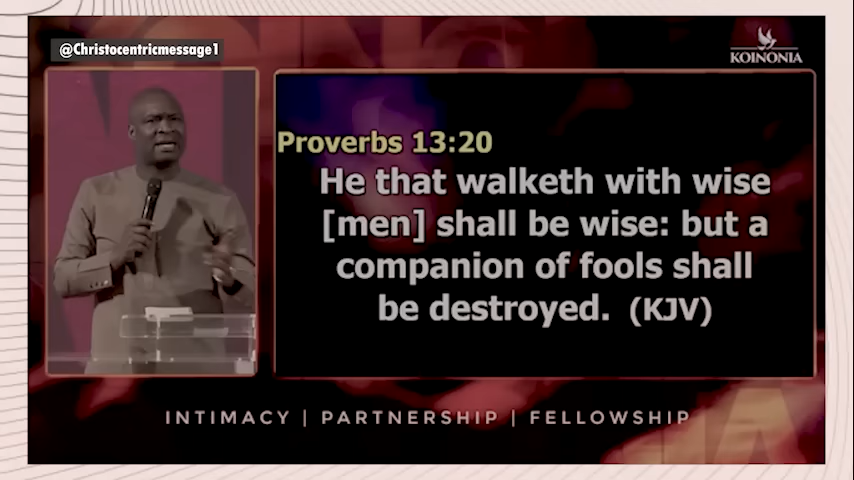 @Christocentricmessage1
KOINONIA
Proverbs 13:20
He that walketh with wise
[men] shall be wise: but a
companion of fools shall
be destroyed. (KJV)
INTIMACY | PARTNERSHIP | FELLOWSHIP